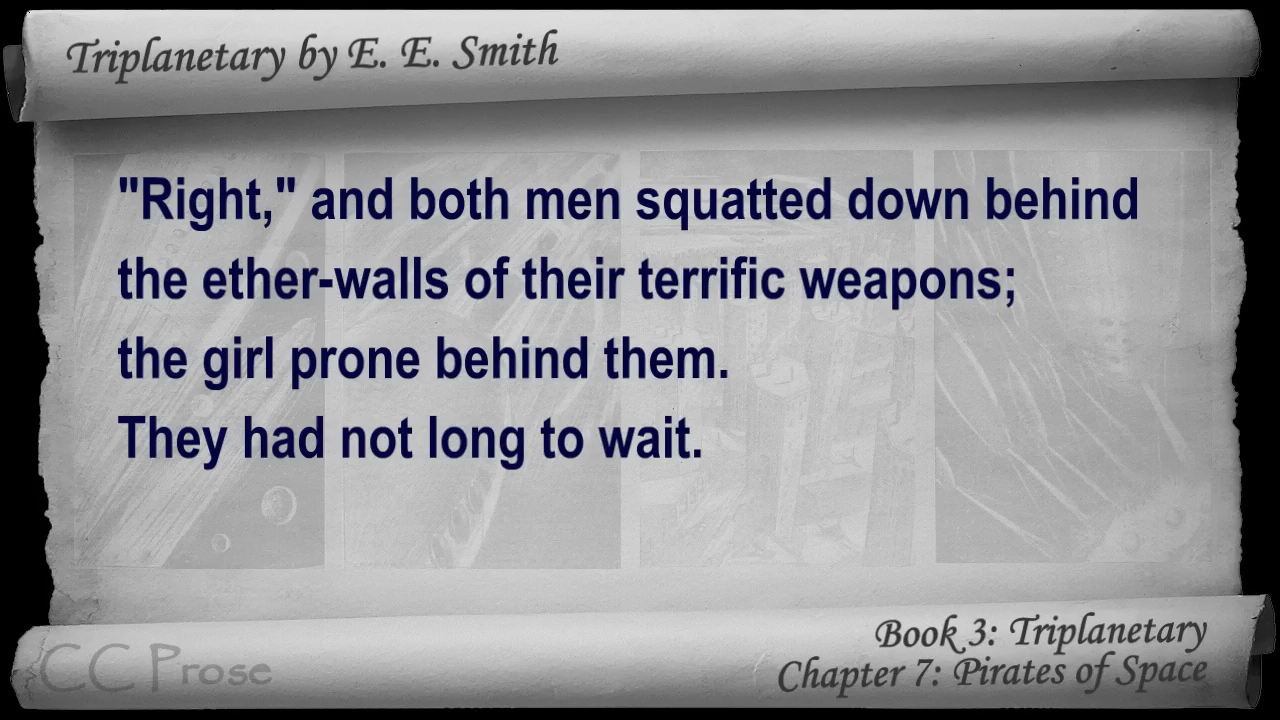 Triplanetary by E. E. Smith
"Right," and both men squatted down behind
the ether-walls of their terrific weapons;
the girl prone behind them.
They had not long to wait.
Book 3: Triplanetary
Chapter 7: Pirates of Space
CC Prose